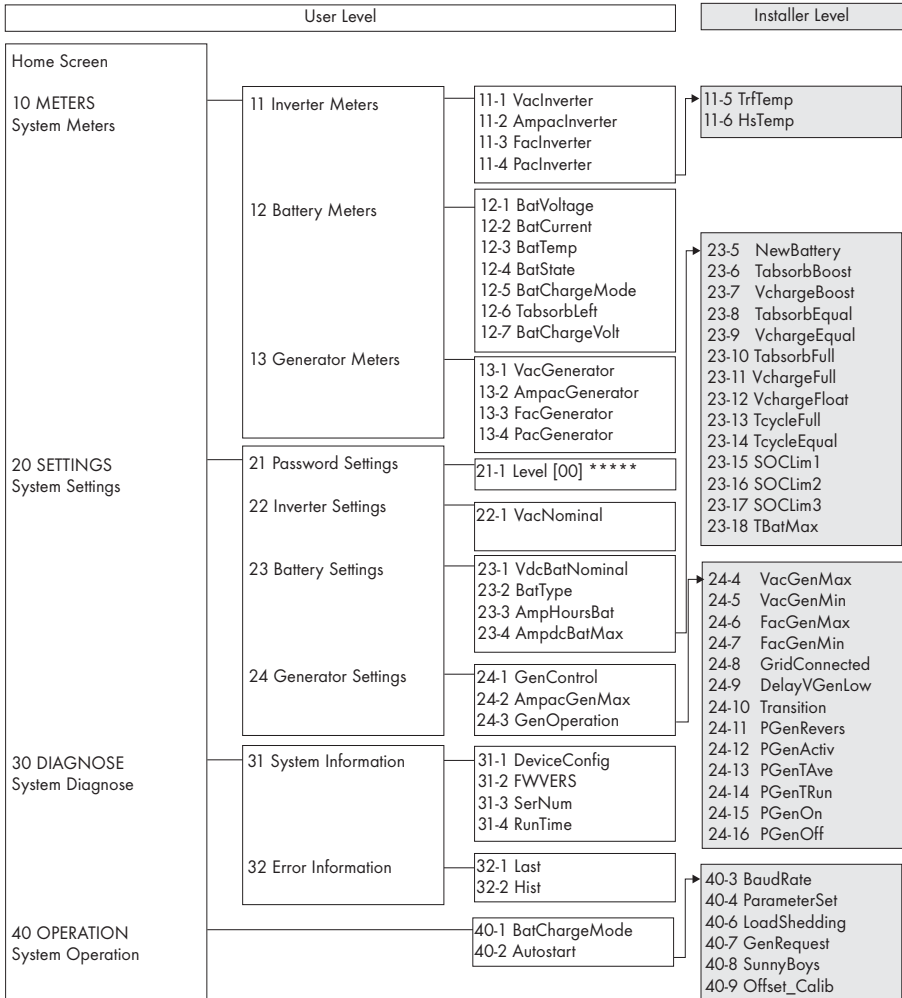 User Level
Installer Level
Home Screen
10 METERS
System Meters
11 Inverter Meters
11-1 VacInverter
11-2 AmpacInverter
11-3 FacInverter
11-4 PacInverter
11-5 TrfTemp
11-6 HsTemp
12 Battery Meters
12-1 BatVoltage
12-2 BatCurrent
12-3 BatTemp
12-4 BatState
12-5 BatChargeMode
12-6 TabsorbLeft
12-7 BatChargeVolt
13 Generator Meters
13-1 VacGenerator
13-2 AmpacGenerator
13-3 FacGenerator
13-4 PacGenerator
20 SETTINGS
System Settings
21 Password Settings
21-1 Level [00] *****
22 Inverter Settings
22-1 VacNominal
23 Battery Settings
23-1 VdcBatNominal
23-2 BatType
23-3 AmpHoursBat
23-4 AmpdcBatMax
23-5 NewBattery
23-6 TabsorbBoost
23-7 VchargeBoost
23-8 TabsorbEqual
23-9 VchargeEqual
23-10 TabsorbFull
23-11 VchargeFull
23-12 VchargeFloat
23-13 TcycleFull
23-14 TcycleEqual
23-15 SOCLim1
23-16 SOCLim2
23-17 SOCLim3
23-18 TBatMax
24 Generator Settings
24-1 GenControl
24-2 AmpacGenMax
24-3 GenOperation
24-4 VacGenMax
24-5 VacGenMin
24-6 FacGenMax
24-7 FacGenMin
24-8 GridConnected
24-9 DelayVGenLow
24-10 Transition
24-11 PGenRevers
24-12 PGenActiv
24-13 PGenTAve
24-14 PGenTRun
24-15 PGenOn
24-16 PGenOff
30 DIAGNOSE
System Diagnose
31 System Information
31-1 DeviceConfig
31-2 FWVERS
31-3 SerNum
31-4 RunTime
32 Error Information
32-1 Last
32-2 Hist
40 OPERATION
System Operation
40-1 BatChargeMode
40-2 Autostart
40-3 BaudRate
40-4 ParameterSet
40-6 LoadShedding
40-7 GenRequest
40-8 SunnyBoys
40-9 Offset_Calib